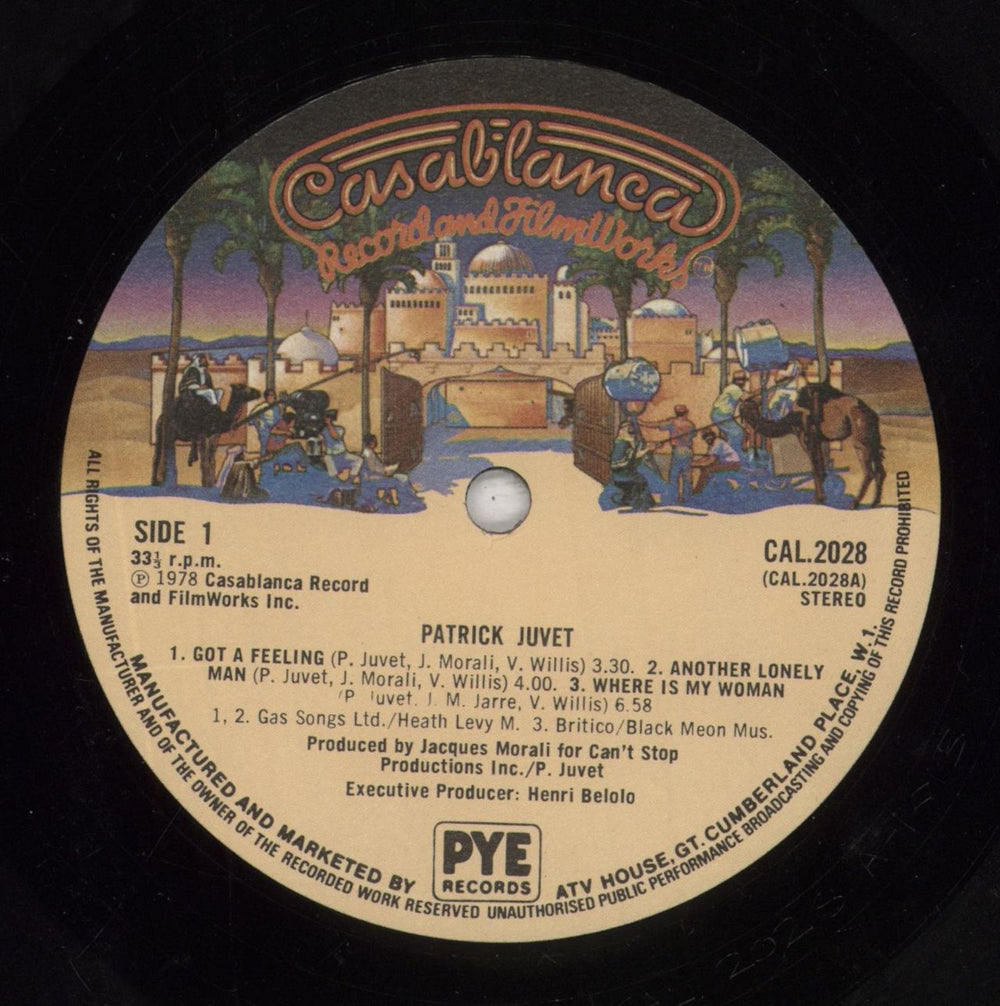 Casablanca
Record and FilmWorks
SIDE 1
33⅓ r.p.m.
℗ 1978 Casablanca Record
and FilmWorks Inc.
CAL.2028
(CAL.2028A)
STEREO
PATRICK JUVET
1. GOT A FEELING (P. Juvet, J. Morali, V. Willis) 3.30. 2. ANOTHER LONELY
MAN (P. Juvet, J. Morali, V. Willis) 4.00. 3. WHERE IS MY WOMAN
(P. Juvet. J. M. Jarre, V. Willis) 6.58
1, 2. Gas Songs Ltd./Heath Levy M. 3. Britico/Black Meon Mus.
Produced by Jacques Morali for Can't Stop
Productions Inc./P. Juvet
Executive Producer: Henri Belolo
PYE
RECORDS
MANUFACTURED AND MARKETED BY
ATV HOUSE, GT. CUMBERLAND PLACE, W.1.
ALL RIGHTS OF THE MANUFACTURER AND OF THE OWNER OF THE RECORDED WORK RESERVED UNAUTHORISED PUBLIC PERFORMANCE BROADCASTING AND COPYING OF THIS RECORD PROHIBITED